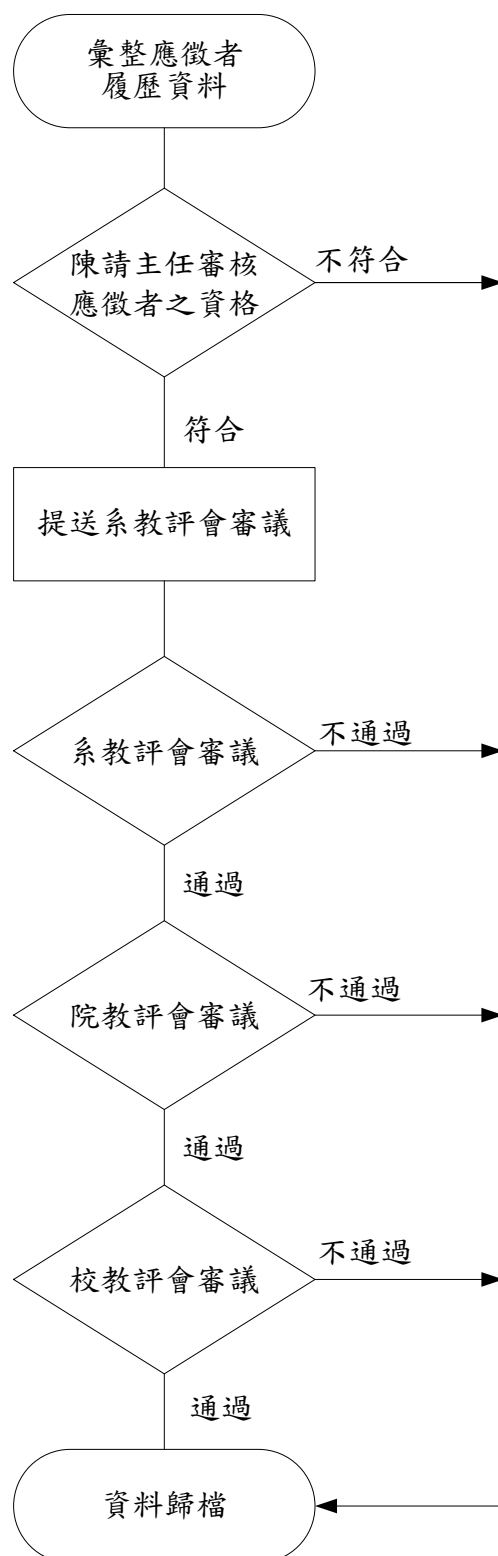 彙整應徵者
履歷資料
陳請主任審核
應徵者之資格
不符合
符合
提送系教評會審議
系教評會審議
不通過
通過
院教評會審議
不通過
通過
校教評會審議
不通過
通過
資料歸檔